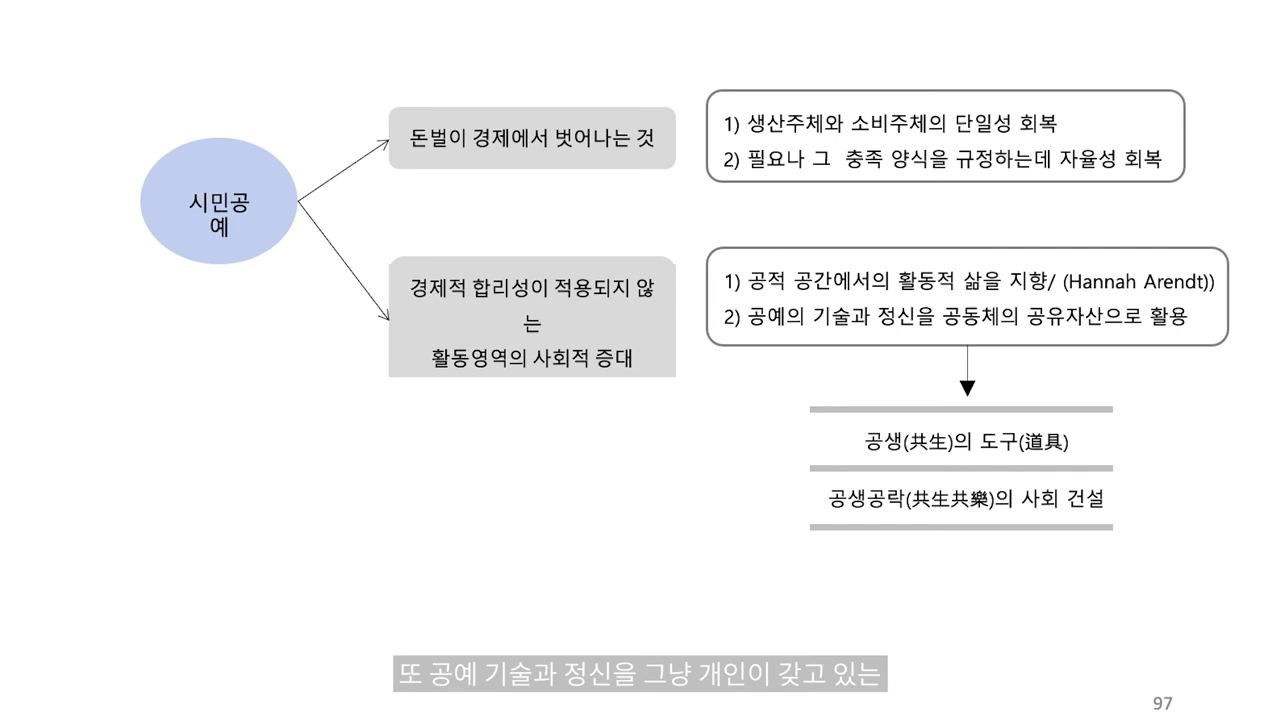 시민공
예
돈벌이 경제에서 벗어나는 것
1) 생산주체와 소비주체의 단일성 회복
2) 필요나 그 충족 양식을 규정하는데 자율성 회복
경제적 합리성이 적용되지 않
는
활동영역의 사회적 증대
1) 공적 공간에서의 활동적 삶을 지향/ (Hannah Arendt))
2) 공예의 기술과 정신을 공동체의 공유자산으로 활용
공생(共生)의 도구(道具)
공생공락(共生共樂)의 사회 건설
또 공예 기술과 정신을 그냥 개인이 갖고 있는
97